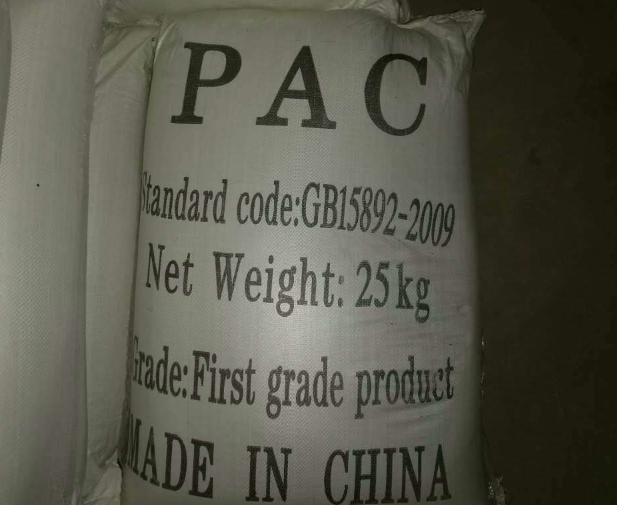 PAC
Standard code:GB15892-2009
Net Weight: 25kg
Grade:First grade product
MADE IN CHINA